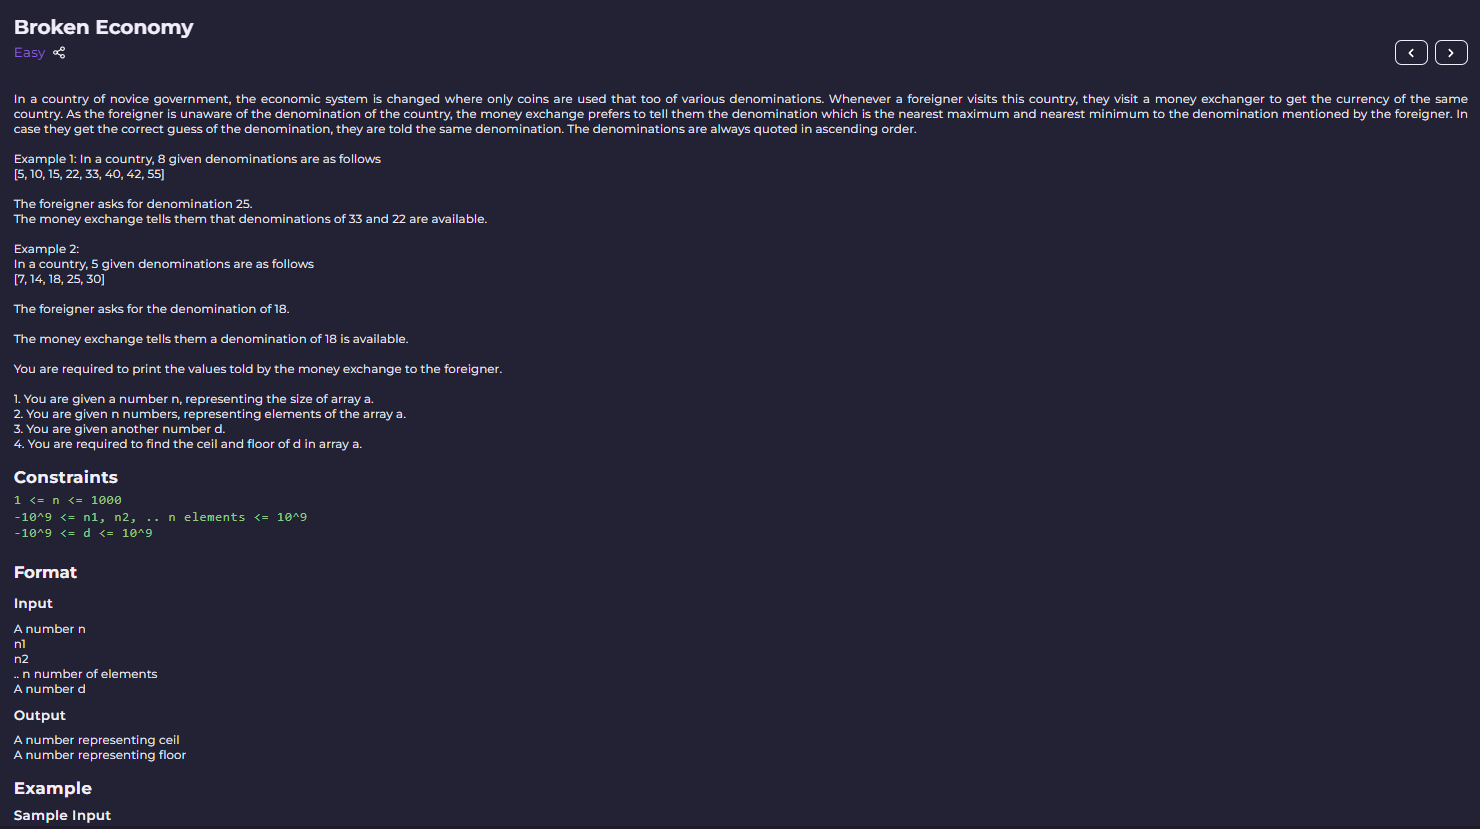 Broken Economy
Easy
In a country of novice government, the economic system is changed where only coins are used that too of various denominations. Whenever a foreigner visits this country, they visit a money exchanger to get the currency of the same
country. As the foreigner is unaware of the denomination of the country, the money exchange prefers to tell them the denomination which is the nearest maximum and nearest minimum to the denomination mentioned by the foreigner. In
case they get the correct guess of the denomination, they are told the same denomination. The denominations are always quoted in ascending order.
Example 1: In a country, 8 given denominations are as follows
[5, 10, 15, 22, 33, 40, 42, 55]
The foreigner asks for denomination 25.
The money exchange tells them that denominations of 33 and 22 are available.
Example 2:
In a country, 5 given denominations are as follows
[7, 14, 18, 25, 30]
The foreigner asks for the denomination of 18.
The money exchange tells them a denomination of 18 is available.
You are required to print the values told by the money exchange to the foreigner.
1. You are given a number n, representing the size of array a.
2. You are given n numbers, representing elements of the array a.
3. You are given another number d.
4. You are required to find the ceil and floor of d in array a.
Constraints
1 <= n <= 1000
-10^9 <= n1, n2, .. n elements <= 10^9
-10^9 <= d <= 10^9
Format
Input
A number n
n1
n2
.. n number of elements
A number d
Output
A number representing ceil
A number representing floor
Example
Sample Input